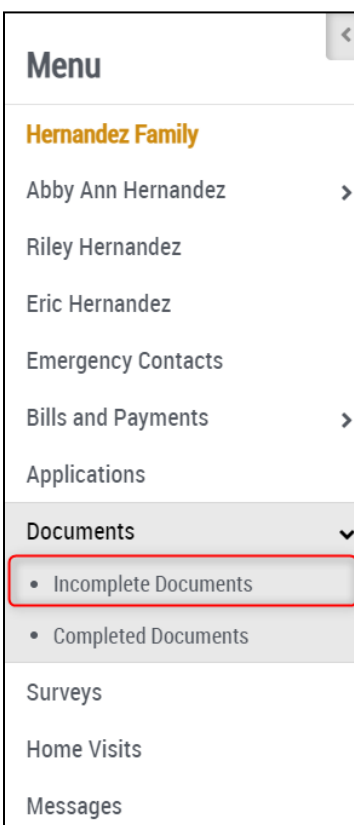 Menu
Hernandez Family
Abby Ann Hernandez
Riley Hernandez
Eric Hernandez
Emergency Contacts
Bills and Payments
Applications
Documents
• Incomplete Documents
• Completed Documents
Surveys
Home Visits
Messages